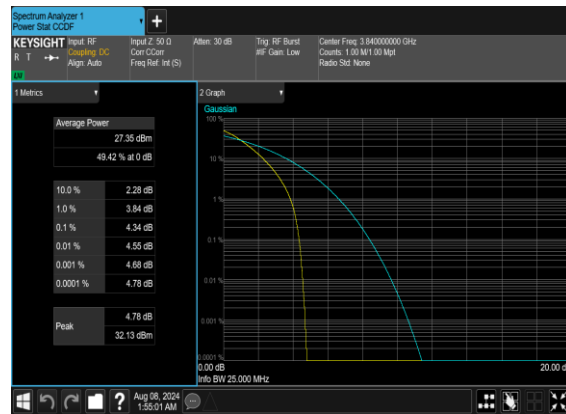 Spectrum Analyzer 1
Power Stat CCDF
+
KEYSIGHT
R T
LW
Input: RF
Coupling: DC
Align: Auto
Input Z: 50 Ω
Corr CCorr
Freq Ref: Int (S)
Atten: 30 dB
Trig: RF Burst
#IF Gain: Low
Center Freq: 3.840000000 GHz
Counts: 1.00 M/1.00 Mpt
Radio Std: None
1 Metrics
Average Power
27.35 dBm
49.42 % at 0 dB
10.0 % 2.28 dB
1.0 % 3.84 dB
0.1 % 4.34 dB
0.01 % 4.55 dB
0.001 % 4.68 dB
0.0001 % 4.78 dB
Peak
4.78 dB
32.13 dBm
2 Graph
Gaussian
100 %
10 %
1 %
0.1 %
0.01 %
0.001 %
0.0001 %
0.00 dB
20.00 d
Info BW 25.000 MHz
?
Aug 08, 2024
1:55:01 AM